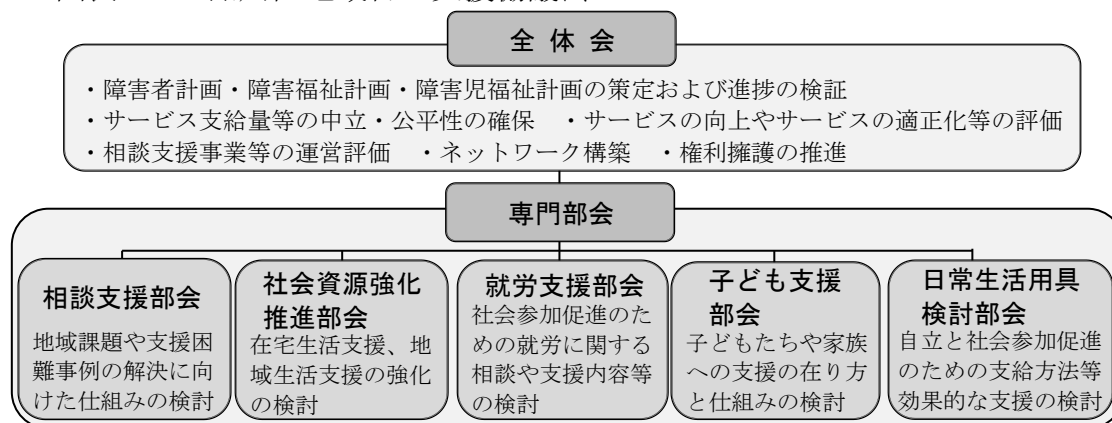 全体会
・障害者計画・障害福祉計画・障害児福祉計画の策定および進捗の検証
・サービス支給量等の中立・公平性の確保　・サービスの向上やサービスの適正化等の評価
・相談支援事業等の運営評価　・ネットワーク構築　・権利擁護の推進
専門部会
相談支援部会
地域課題や支援困
難事例の解決に向
けた仕組みの検討
社会資源強化
推進部会
在宅生活支援、地
域生活支援の強化
の検討
就労支援部会
社会参加促進のた
めの就労に関する
相談や支援内容等
の検討
子ども支援
部会
子どもたちや家族
への支援の在り方
と仕組みの検討
日常生活用具
検討部会
自立と社会参加促進
のための支給方法等
効果的な支援の検討